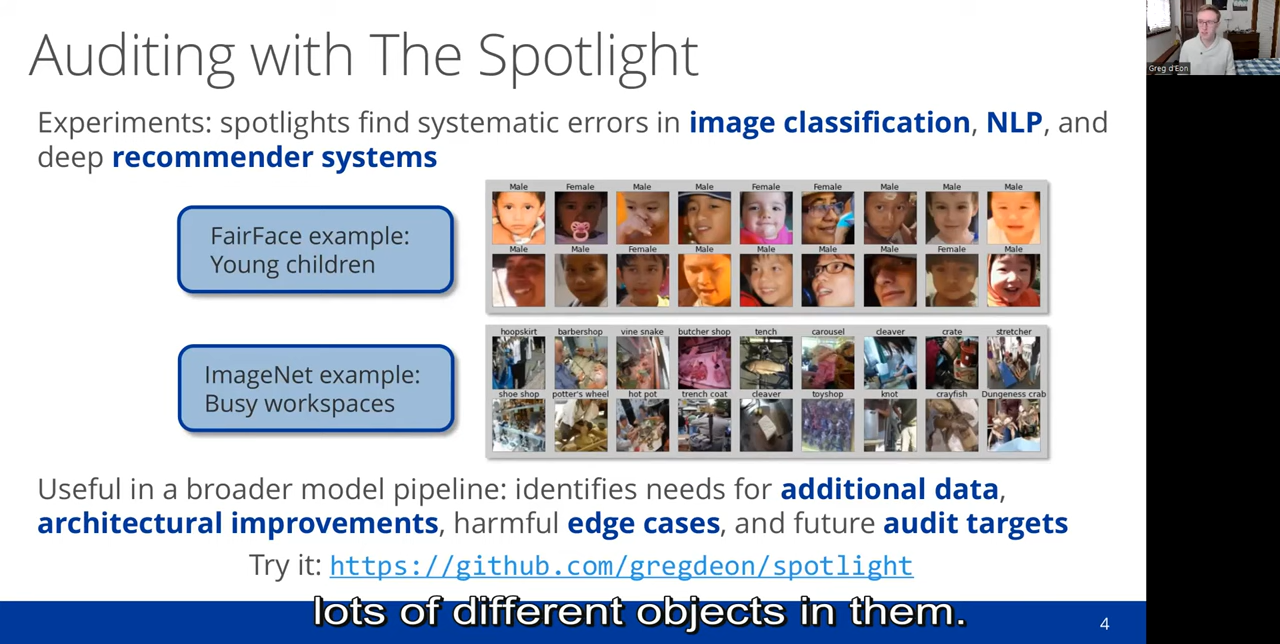 Auditing with The Spotlight
Greg d'Eon
Experiments: spotlights find systematic errors in image classification, NLP, and
deep recommender systems
FairFace example:
Young children
Male Female Male Male Female Female Male Male Male
Male Male Female Male Male Male Male Female Male
ImageNet example:
Busy workspaces
hoopskirt barbershop vine snake butcher shop tench carousel cleaver crate stretcher
shoe shop potter's wheel hot pot trench coat cleaver toyshop knot crayfish Dungeness crab
Useful in a broader model pipeline: identifies needs for additional data,
architectural improvements, harmful edge cases, and future audit targets
Try it: https://github.com/gregdeon/spotlight
lots of different objects in them.
4